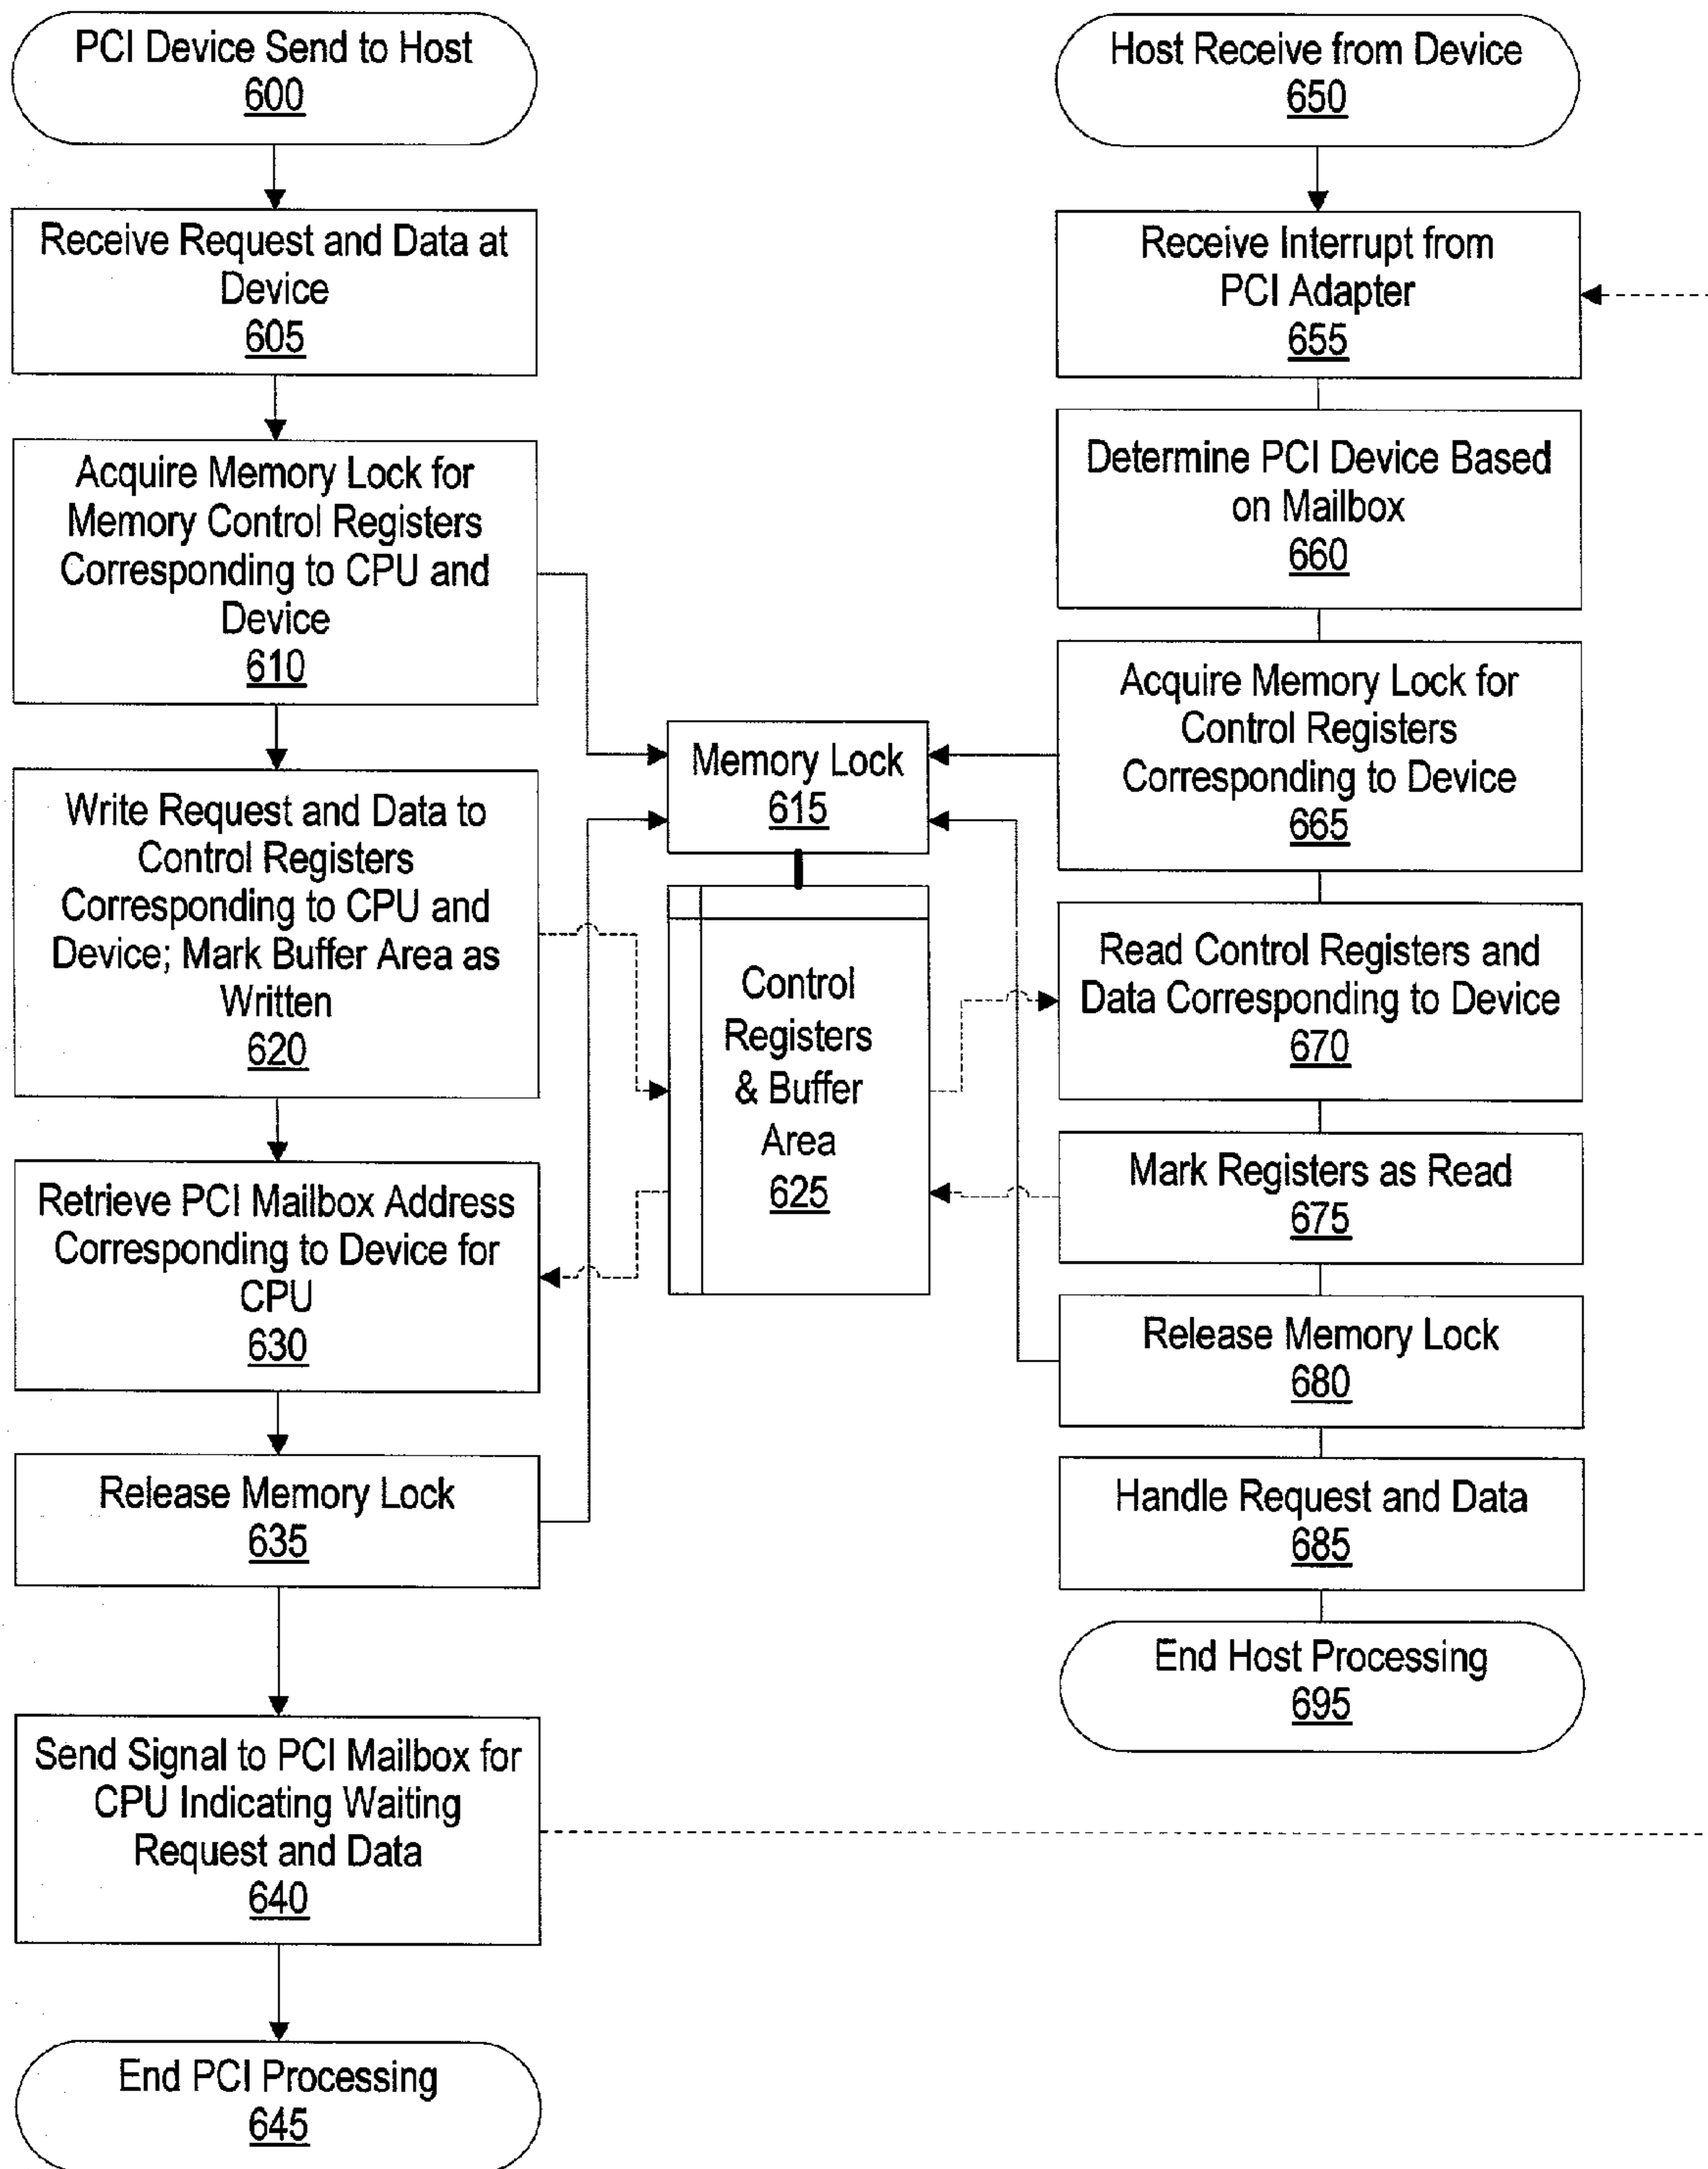 PCI Device Send to Host
600
Receive Request and Data at
Device
605
Acquire Memory Lock for
Memory Control Registers
Corresponding to CPU and
Device
610
Write Request and Data to
Control Registers
Corresponding to CPU and
Device; Mark Buffer Area as
Written
620
Retrieve PCI Mailbox Address
Corresponding to Device for
CPU
630
Release Memory Lock
635
Send Signal to PCI Mailbox for
CPU Indicating Waiting
Request and Data
640
End PCI Processing
645
Memory Lock
615
Control
Registers
& Buffer
Area
625
Host Receive from Device
650
Receive Interrupt from
PCI Adapter
655
Determine PCI Device Based
on Mailbox
660
Acquire Memory Lock for
Control Registers
Corresponding to Device
665
Read Control Registers and
Data Corresponding to Device
670
Mark Registers as Read
675
Release Memory Lock
680
Handle Request and Data
685
End Host Processing
695